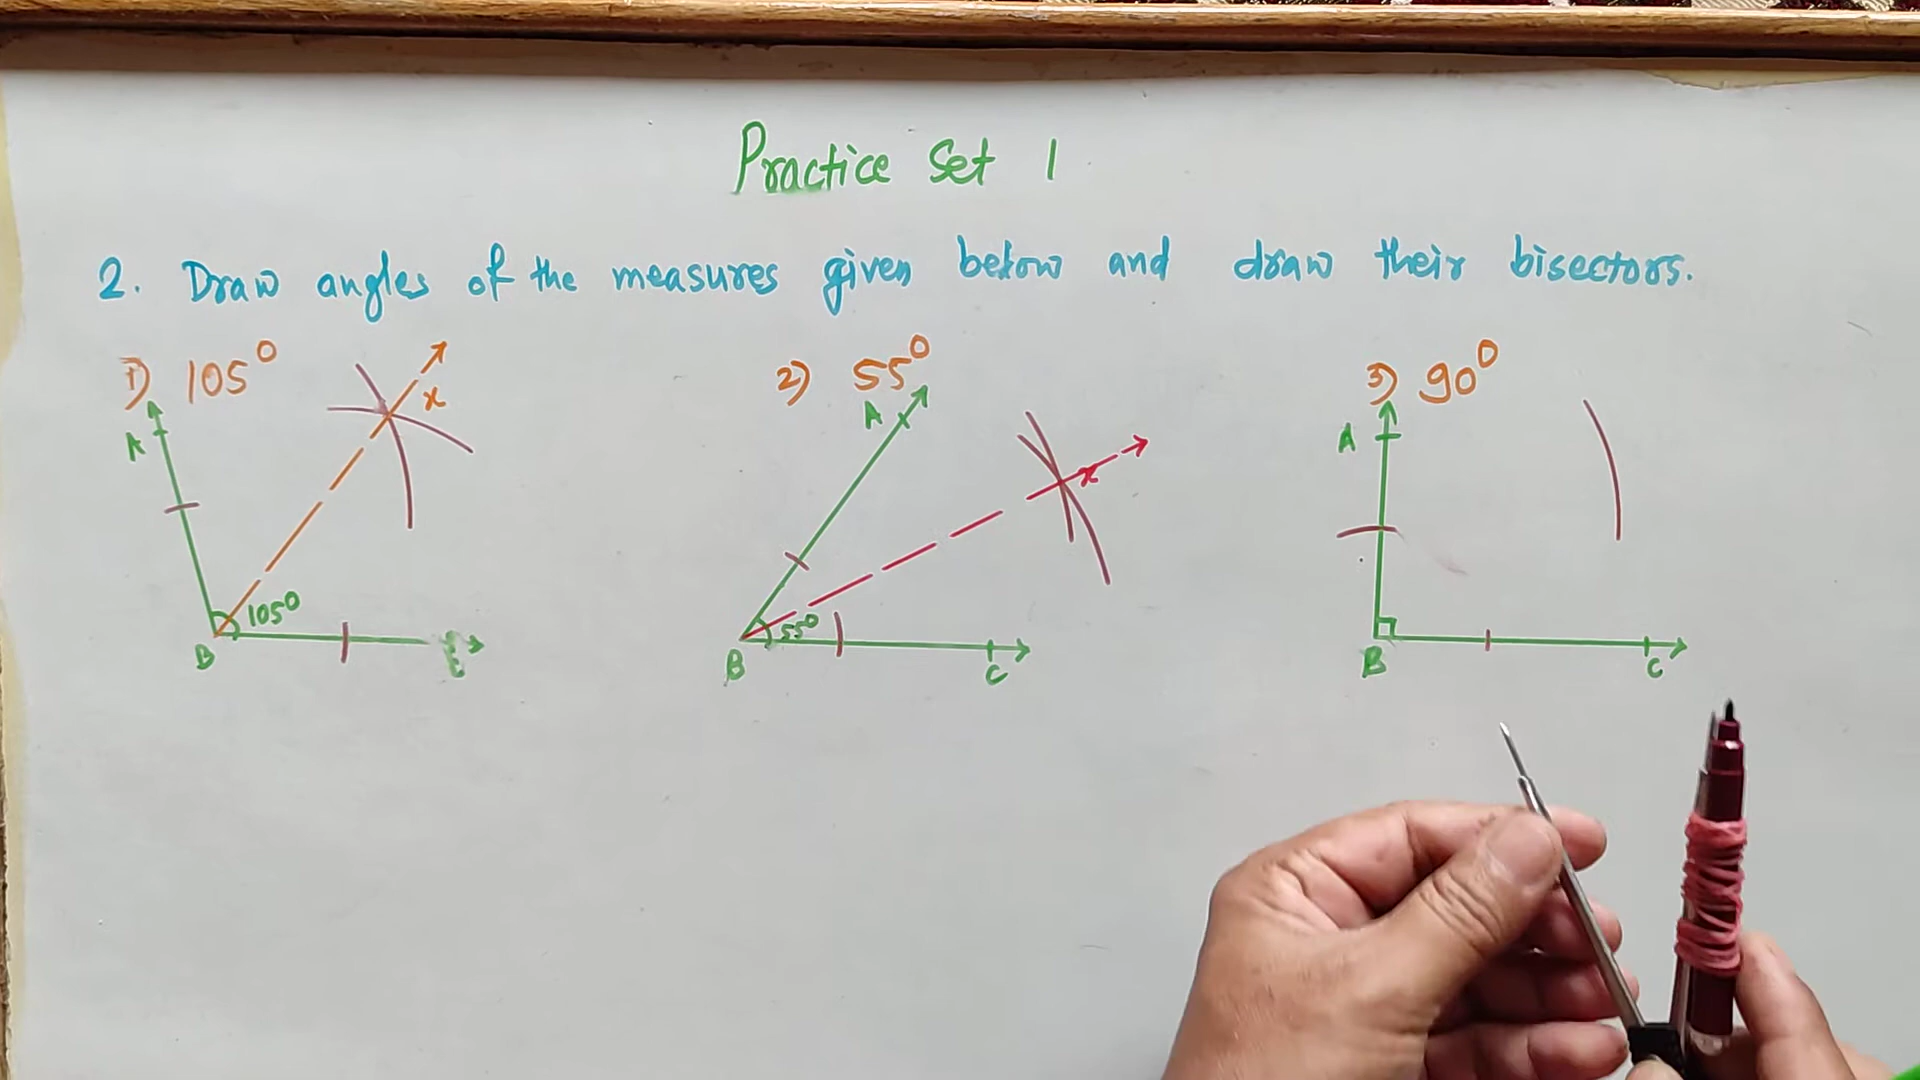 Practice Set 1
2. Draw angles of the measures given below and draw their bisectors.
1) 105° 2) 55° 3) 90°
A x A x A
105° 55°
B B C B C